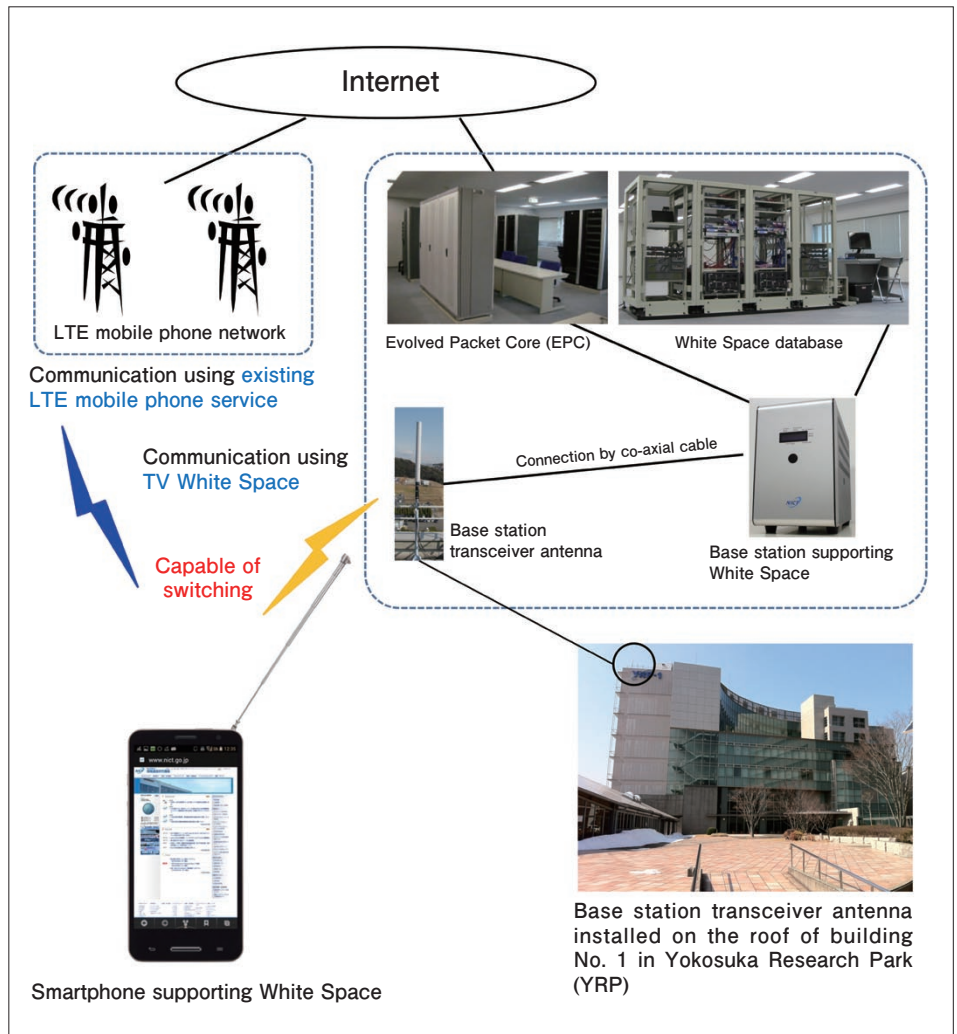 Internet
LTE mobile phone network
Evolved Packet Core (EPC)
White Space database
Communication using existing
LTE mobile phone service
Communication using
TV White Space
Connection by co-axial cable
Capable of
switching
Base station
transceiver antenna
NICT
Base station supporting
White Space
YRP-1
www.nict.go.jp
Base station transceiver antenna
installed on the roof of building
No. 1 in Yokosuka Research Park
(YRP)
Smartphone supporting White Space